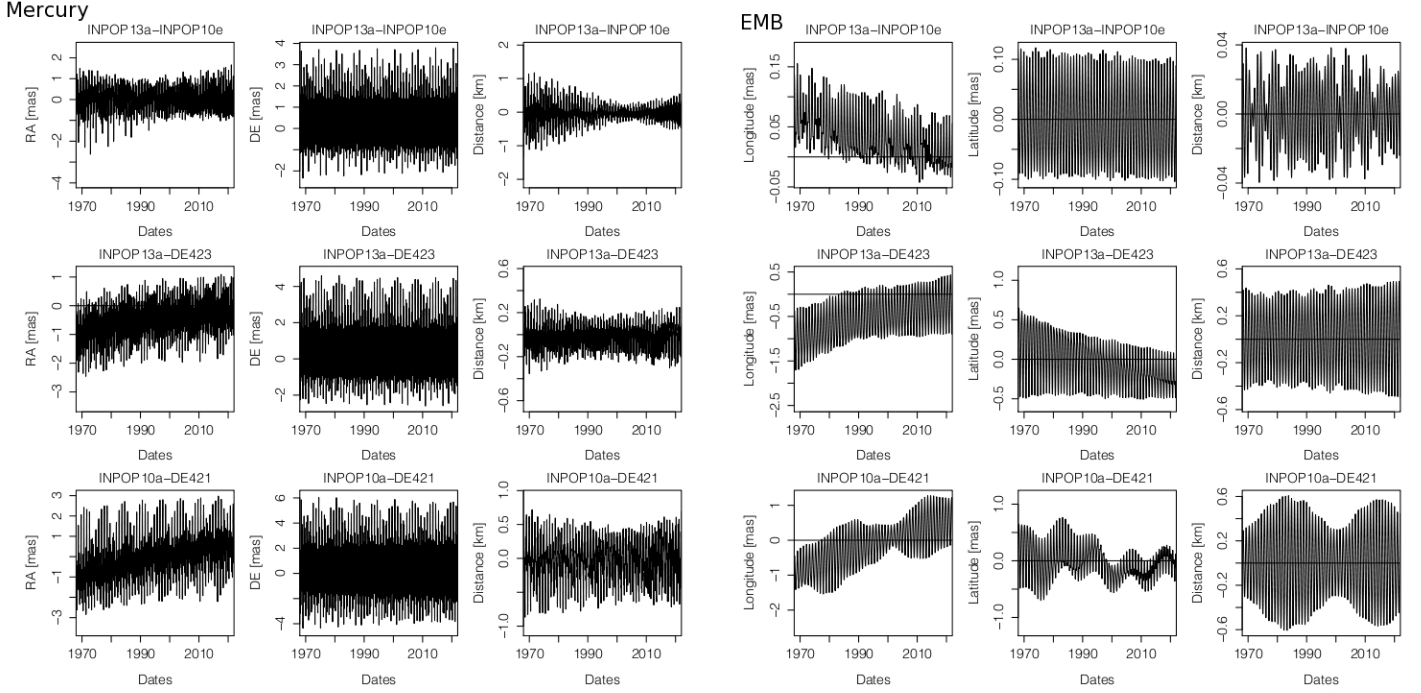 Mercury
INPOP13a−INPOP10e
RA [mas]
2
1
0
−2
−4
1970 1990 2010
Dates
INPOP13a−INPOP10e
DE [mas]
4
3
2
1
0
−2
1970 1990 2010
Dates
INPOP13a−INPOP10e
Distance [km]
2
1
0
−1
−2
1970 1990 2010
Dates
INPOP13a−DE423
RA [mas]
1
0
−1
−2
−3
1970 1990 2010
Dates
INPOP13a−DE423
DE [mas]
4
2
0
−2
1970 1990 2010
Dates
INPOP13a−DE423
Distance [km]
0.6
0.2
−0.2
−0.6
1970 1990 2010
Dates
INPOP10a−DE421
RA [mas]
3
2
1
−1
−3
1970 1990 2010
Dates
INPOP10a−DE421
DE [mas]
6
4
2
0
−4
1970 1990 2010
Dates
INPOP10a−DE421
Distance [km]
1.0
0.5
0.0
−1.0
1970 1990 2010
Dates
EMB
INPOP13a−INPOP10e
Longitude [mas]
0.15
0.05
−0.05
1970 1990 2010
Dates
INPOP13a−INPOP10e
Latitude [mas]
0.10
0.00
−0.10
1970 1990 2010
Dates
INPOP13a−INPOP10e
Distance [km]
0.04
0.00
−0.04
1970 1990 2010
Dates
INPOP13a−DE423
Longitude [mas]
0.5
−0.5
−1.5
−2.5
1970 1990 2010
Dates
INPOP13a−DE423
Latitude [mas]
1.0
0.5
0.0
−0.5
1970 1990 2010
Dates
INPOP13a−DE423
Distance [km]
0.6
0.2
−0.2
−0.6
1970 1990 2010
Dates
INPOP10a−DE421
Longitude [mas]
1
0
−1
−2
1970 1990 2010
Dates
INPOP10a−DE421
Latitude [mas]
1.0
0.0
−1.0
1970 1990 2010
Dates
INPOP10a−DE421
Distance [km]
0.6
0.2
−0.2
−0.6
1970 1990 2010
Dates